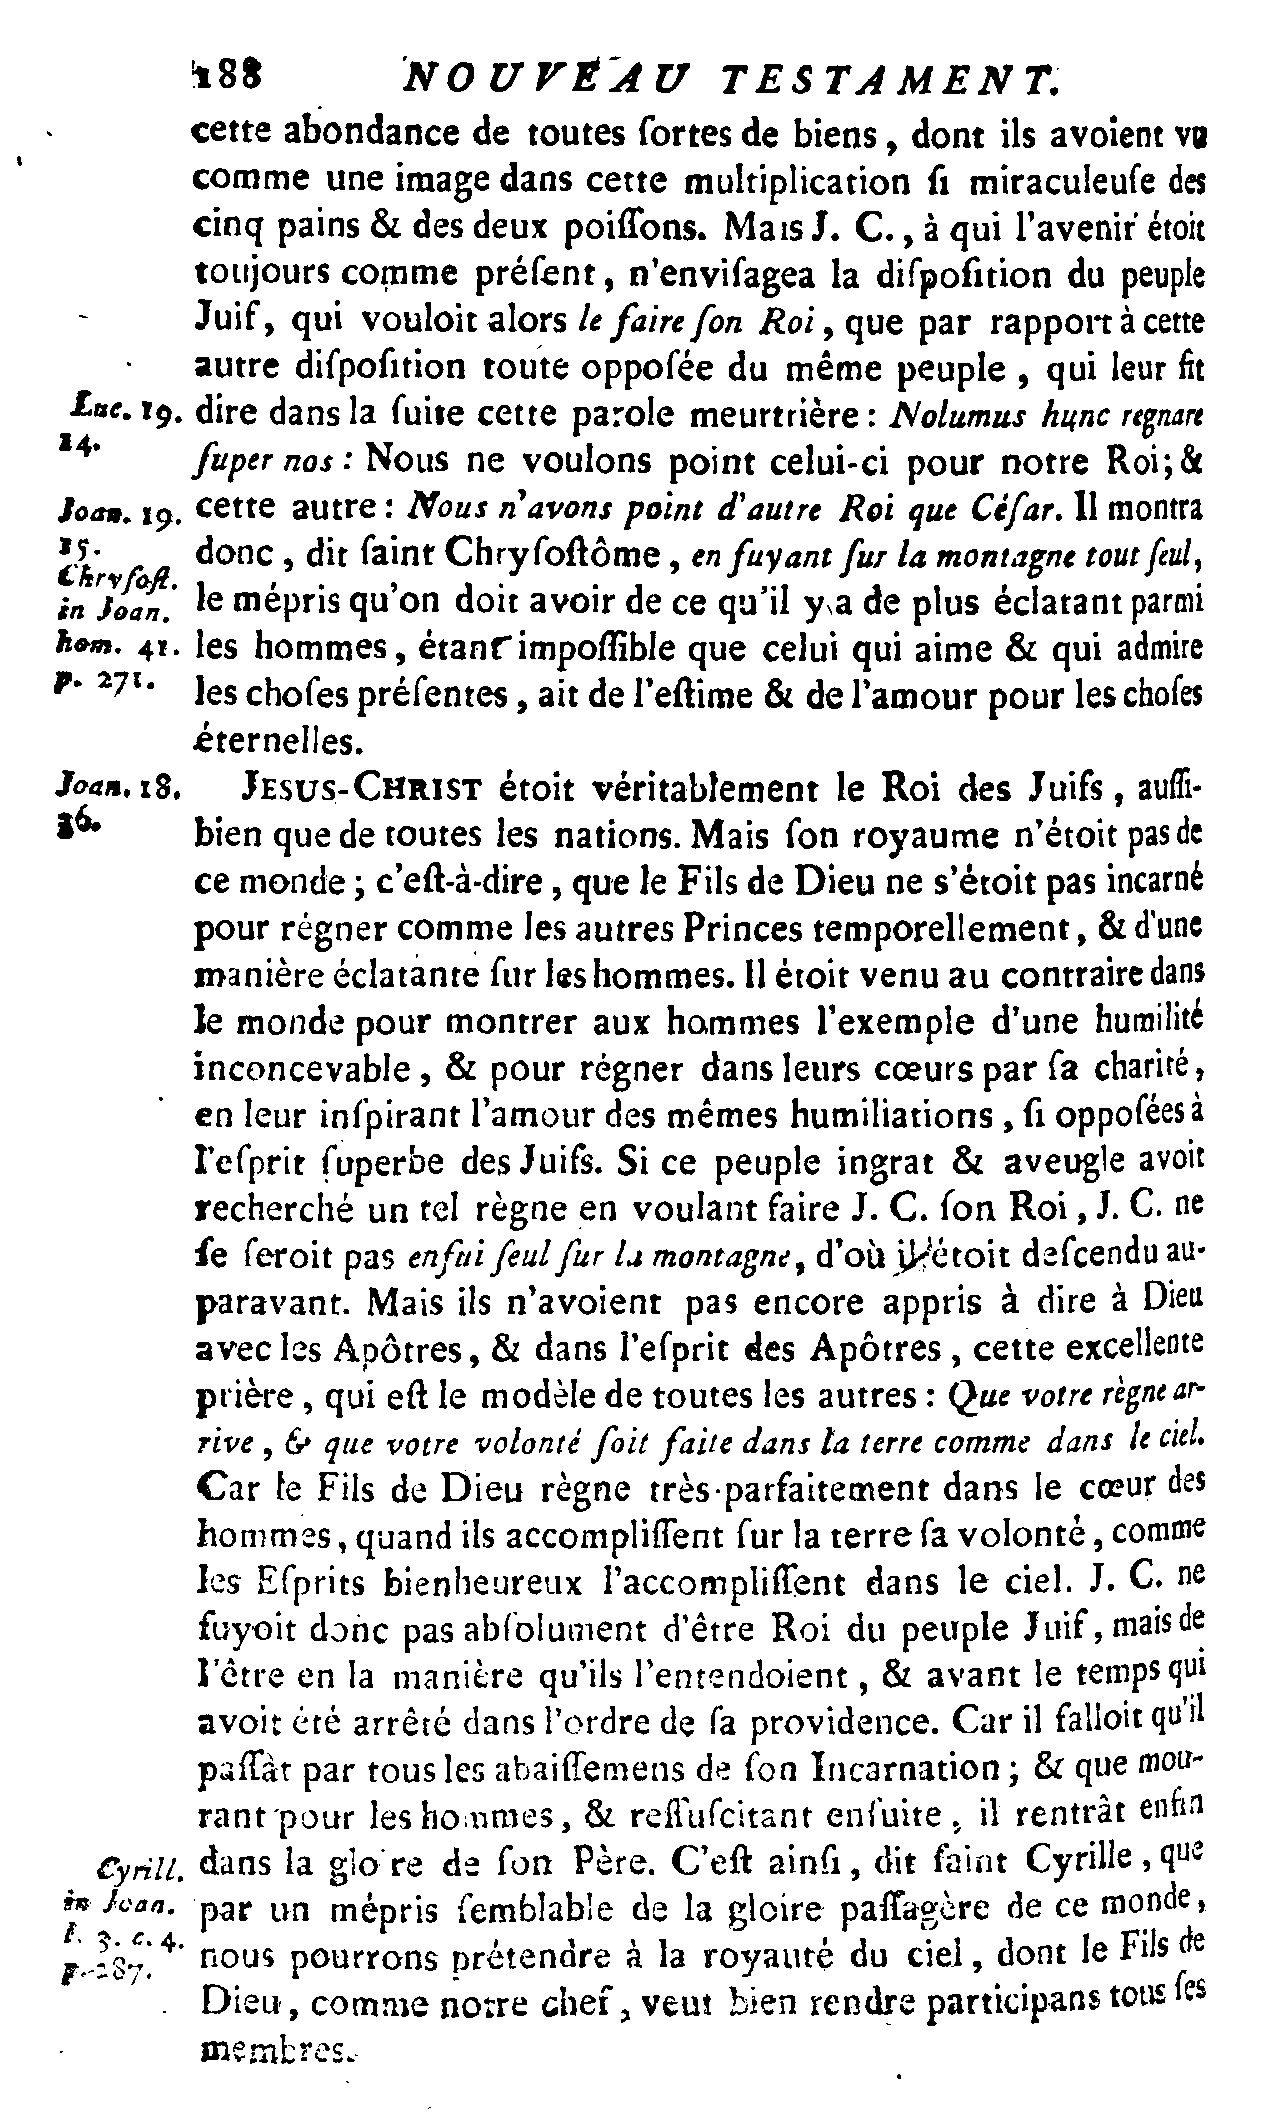 188 NOUVEAU TESTAMENT.
cette abondance de toutes ſortes de biens, dont ils avoient vu
comme une image dans cette multiplication ſi miraculeuſe des
cinq pains & des deux poiſſons. Mais J. C., à qui l'avenir étoit
toujours comme préſent, n'enviſagea la diſpoſition du peuple
Juif, qui vouloit alors le faire ſon Roi, que par rapport à cette
autre diſpoſition toute oppoſée du même peuple, qui leur fit
Luc. 19. dire dans la ſuite cette parole meurtrière : Nolumus hunc regnare
14. ſuper nos : Nous ne voulons point celui-ci pour notre Roi; &
Joan. 19. cette autre : Nous n'avons point d'autre Roi que Céſar. Il montra
15. donc, dit ſaint Chryſoſtôme, en fuyant ſur la montagne tout ſeul,
Chryſoſt.
in Joan. le mépris qu'on doit avoir de ce qu'il y a de plus éclatant parmi
hom. 41. les hommes, étant impoſſible que celui qui aime & qui admire
p. 271. les choſes préſentes, ait de l'eſtime & de l'amour pour les choſes
éternelles.
Joan. 18. JESUS-CHRIST étoit véritablement le Roi des Juifs, auſſi-
36. bien que de toutes les nations. Mais ſon royaume n'étoit pas de
ce monde ; c'eſt-à-dire, que le Fils de Dieu ne s'étoit pas incarné
pour régner comme les autres Princes temporellement, & d'une
manière éclatante ſur les hommes. Il étoit venu au contraire dans
le monde pour montrer aux hommes l'exemple d'une humilité
inconcevable, & pour régner dans leurs cœurs par ſa charité,
en leur inſpirant l'amour des mêmes humiliations, ſi oppoſées à
l'eſprit ſuperbe des Juifs. Si ce peuple ingrat & aveugle avoit
recherché un tel règne en voulant faire J. C. ſon Roi, J. C. ne
ſe ſeroit pas enfui ſeul ſur la montagne, d'où il étoit deſcendu au-
paravant. Mais ils n'avoient pas encore appris à dire à Dieu
avec les Apôtres, & dans l'eſprit des Apôtres, cette excellente
prière, qui eſt le modèle de toutes les autres : Que votre règne ar-
rive, & que votre volonté ſoit faite dans la terre comme dans le ciel.
Car le Fils de Dieu règne très-parfaitement dans le cœur des
hommes, quand ils accompliſſent ſur la terre ſa volonté, comme
les Eſprits bienheureux l'accompliſſent dans le ciel. J. C. ne
fuyoit donc pas abſolument d'être Roi du peuple Juif, mais de
l'être en la manière qu'ils l'entendoient, & avant le temps qui
avoit été arrêté dans l'ordre de ſa providence. Car il falloit qu'il
paſſât par tous les abaiſſemens de ſon Incarnation ; & que mou-
rant pour les hommes, & reſſuſcitant enſuite, il rentrât enfin
Cyrill. dans la gloire de ſon Père. C'eſt ainſi, dit ſaint Cyrille, que
in Joan. par un mépris ſemblable de la gloire paſſagère de ce monde,
l. 3. c. 4. nous pourrons prétendre à la royauté du ciel, dont le Fils de
p. 287.
Dieu, comme notre chef, veut bien rendre participans tous ſes
membres.